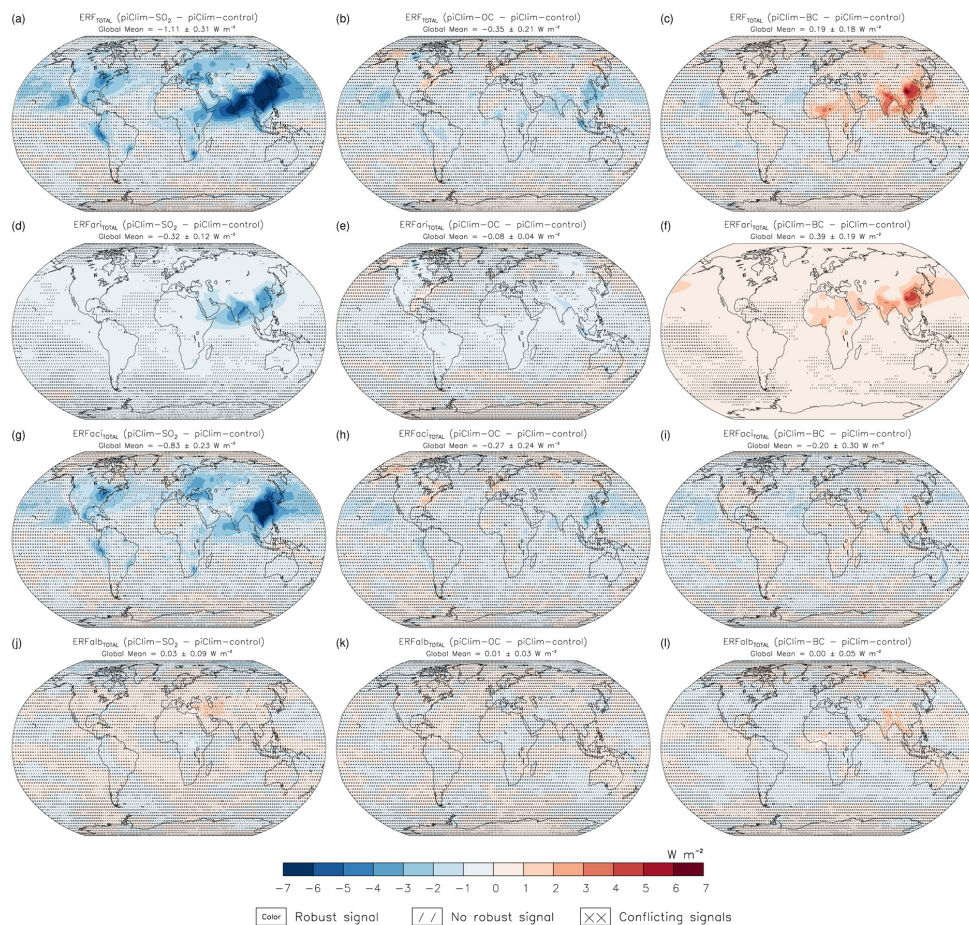 (a) ERF_TOTAL (piClim-SO₂ - piClim-control)
Global Mean = -1.11 ± 0.31 W m⁻²
(b) ERF_TOTAL (piClim-OC - piClim-control)
Global Mean = -0.35 ± 0.21 W m⁻²
(c) ERF_TOTAL (piClim-BC - piClim-control)
Global Mean = 0.19 ± 0.18 W m⁻²
(d) ERFari_TOTAL (piClim-SO₂ - piClim-control)
Global Mean = -0.32 ± 0.12 W m⁻²
(e) ERFari_TOTAL (piClim-OC - piClim-control)
Global Mean = -0.08 ± 0.04 W m⁻²
(f) ERFari_TOTAL (piClim-BC - piClim-control)
Global Mean = 0.39 ± 0.19 W m⁻²
(g) ERFaci_TOTAL (piClim-SO₂ - piClim-control)
Global Mean = -0.83 ± 0.23 W m⁻²
(h) ERFaci_TOTAL (piClim-OC - piClim-control)
Global Mean = -0.27 ± 0.24 W m⁻²
(i) ERFaci_TOTAL (piClim-BC - piClim-control)
Global Mean = -0.20 ± 0.30 W m⁻²
(j) ERFalb_TOTAL (piClim-SO₂ - piClim-control)
Global Mean = 0.03 ± 0.09 W m⁻²
(k) ERFalb_TOTAL (piClim-OC - piClim-control)
Global Mean = 0.01 ± 0.03 W m⁻²
(l) ERFalb_TOTAL (piClim-BC - piClim-control)
Global Mean = 0.00 ± 0.05 W m⁻²
W m⁻²
-7 -6 -5 -4 -3 -2 -1 0 1 2 3 4 5 6 7
Color Robust signal // No robust signal XX Conflicting signals